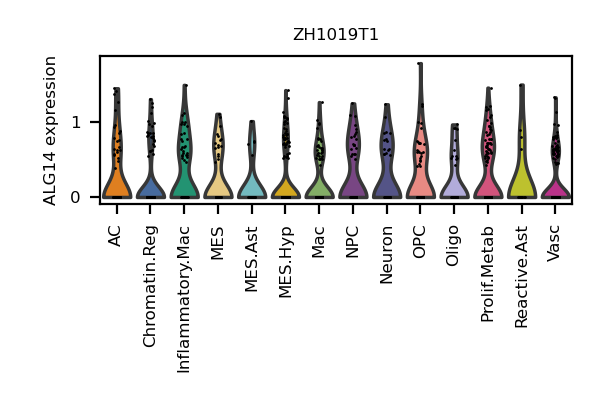 ZH1019T1
ALG14 expression
1
0
AC
Chromatin.Reg
Inflammatory.Mac
MES
MES.Ast
MES.Hyp
Mac
NPC
Neuron
OPC
Oligo
Prolif.Metab
Reactive.Ast
Vasc